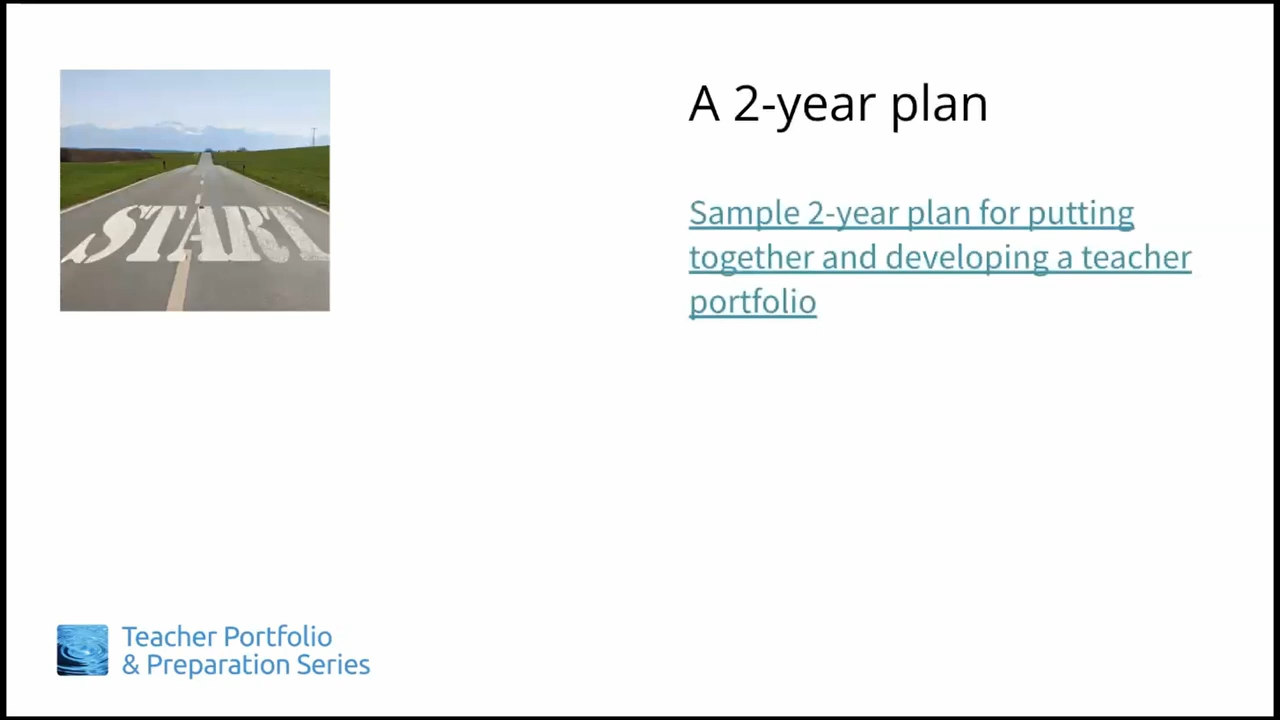 START
A 2-year plan
Sample 2-year plan for putting
together and developing a teacher
portfolio
Teacher Portfolio
& Preparation Series